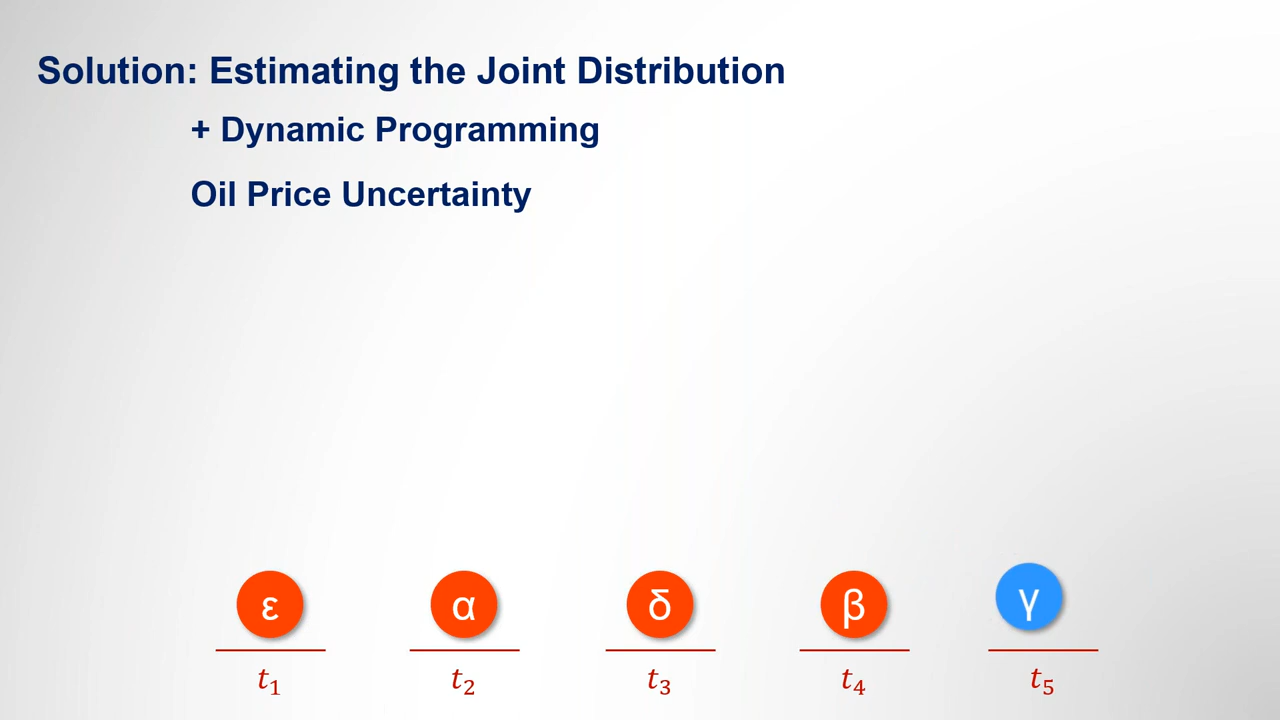 Solution: Estimating the Joint Distribution
+ Dynamic Programming
Oil Price Uncertainty
ε α δ β γ
t₁ t₂ t₃ t₄ t₅